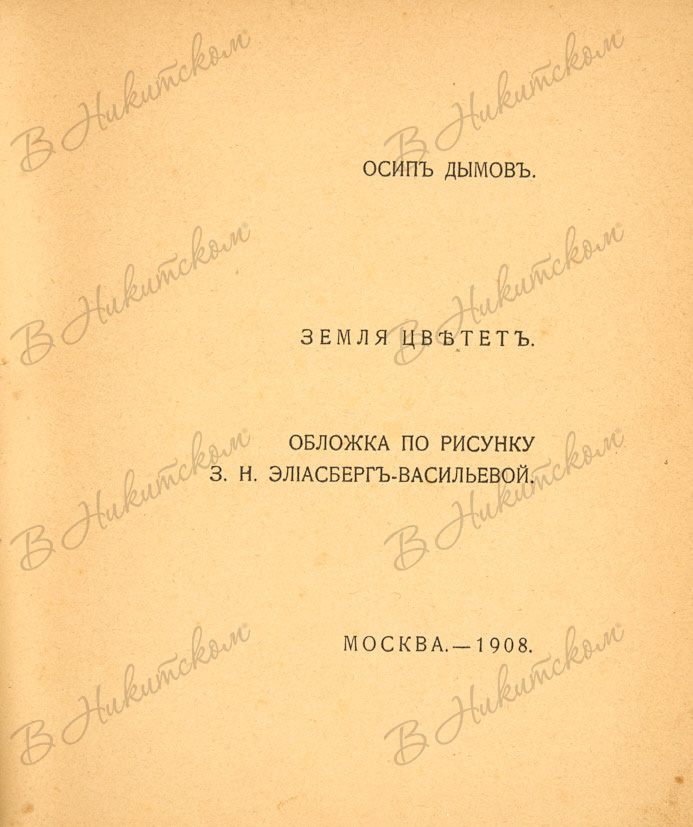 ОСИПЪ ДЫМОВЪ.
ЗЕМЛЯ ЦВѢТЕТЪ.
ОБЛОЖКА ПО РИСУНКУ
З. Н. ЭЛІАСБЕРГЪ-ВАСИЛЬЕВОЙ.
МОСКВА.—1908.
В Никитском
В Никитском
В Никитском
В Никитском
В Никитском
В Никитском
В Никитском
В Никитском